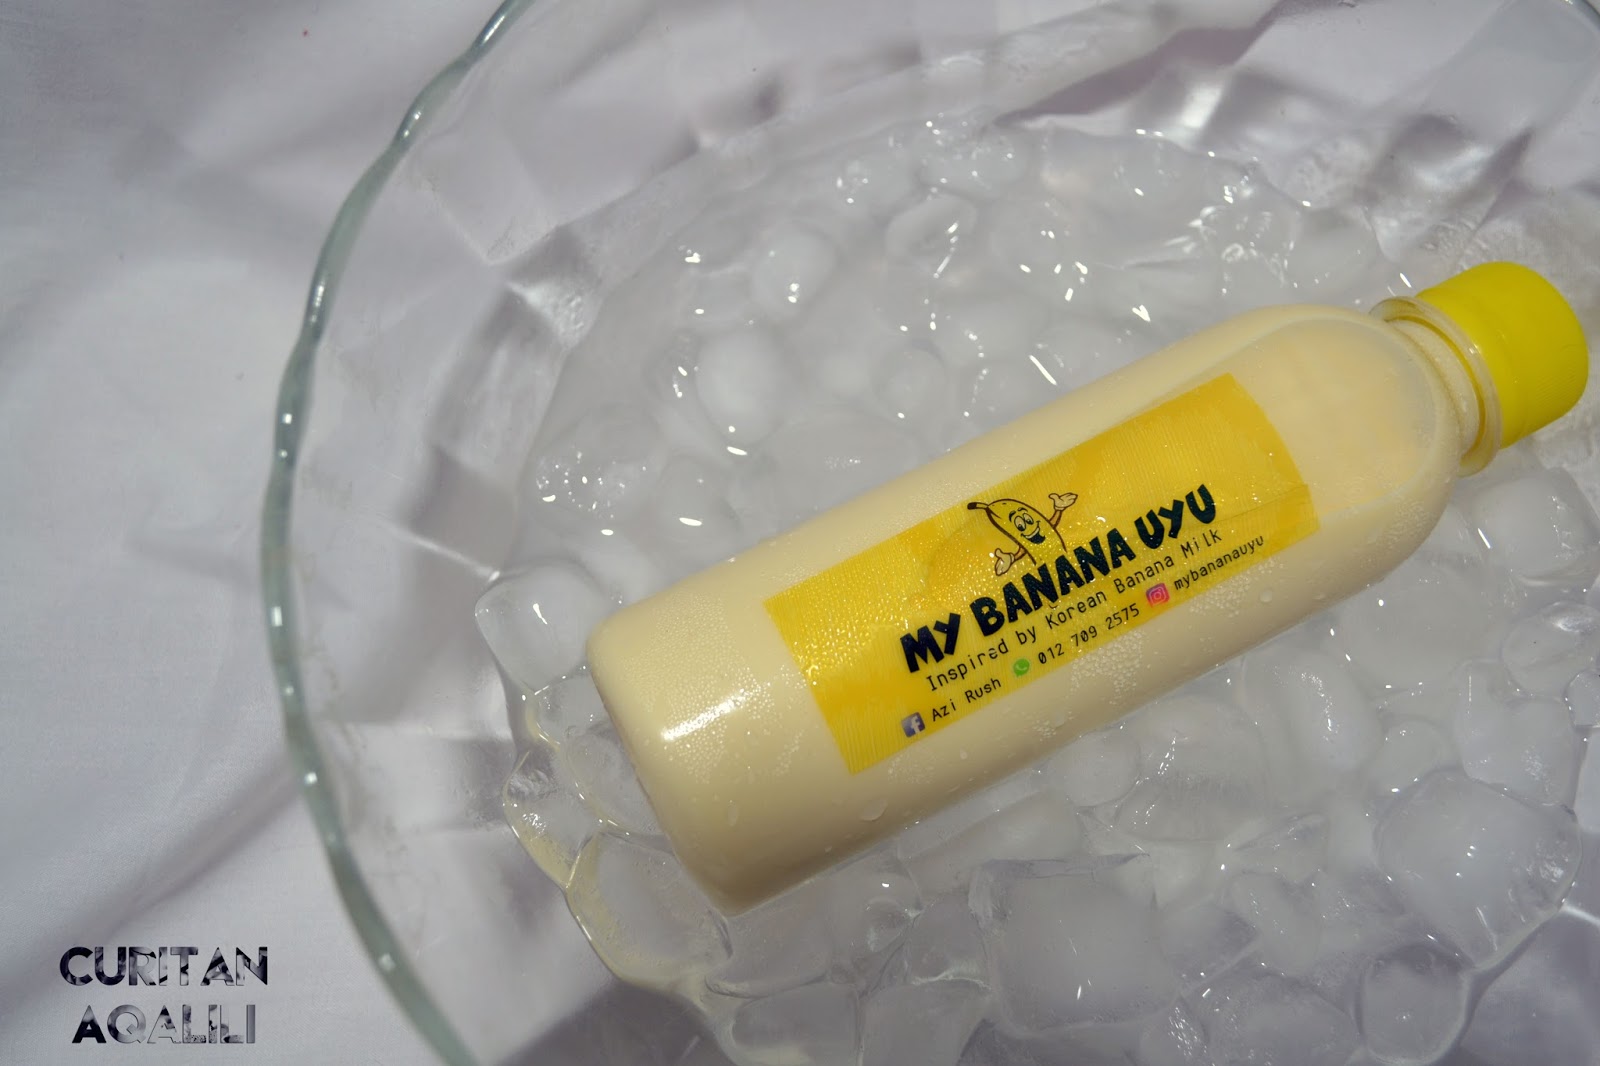 MY BANANA UYU
Inspired by Korean Banana Milk
Azi Rush 012 709 2575 mybananauyu
CURITAN
AQALILI